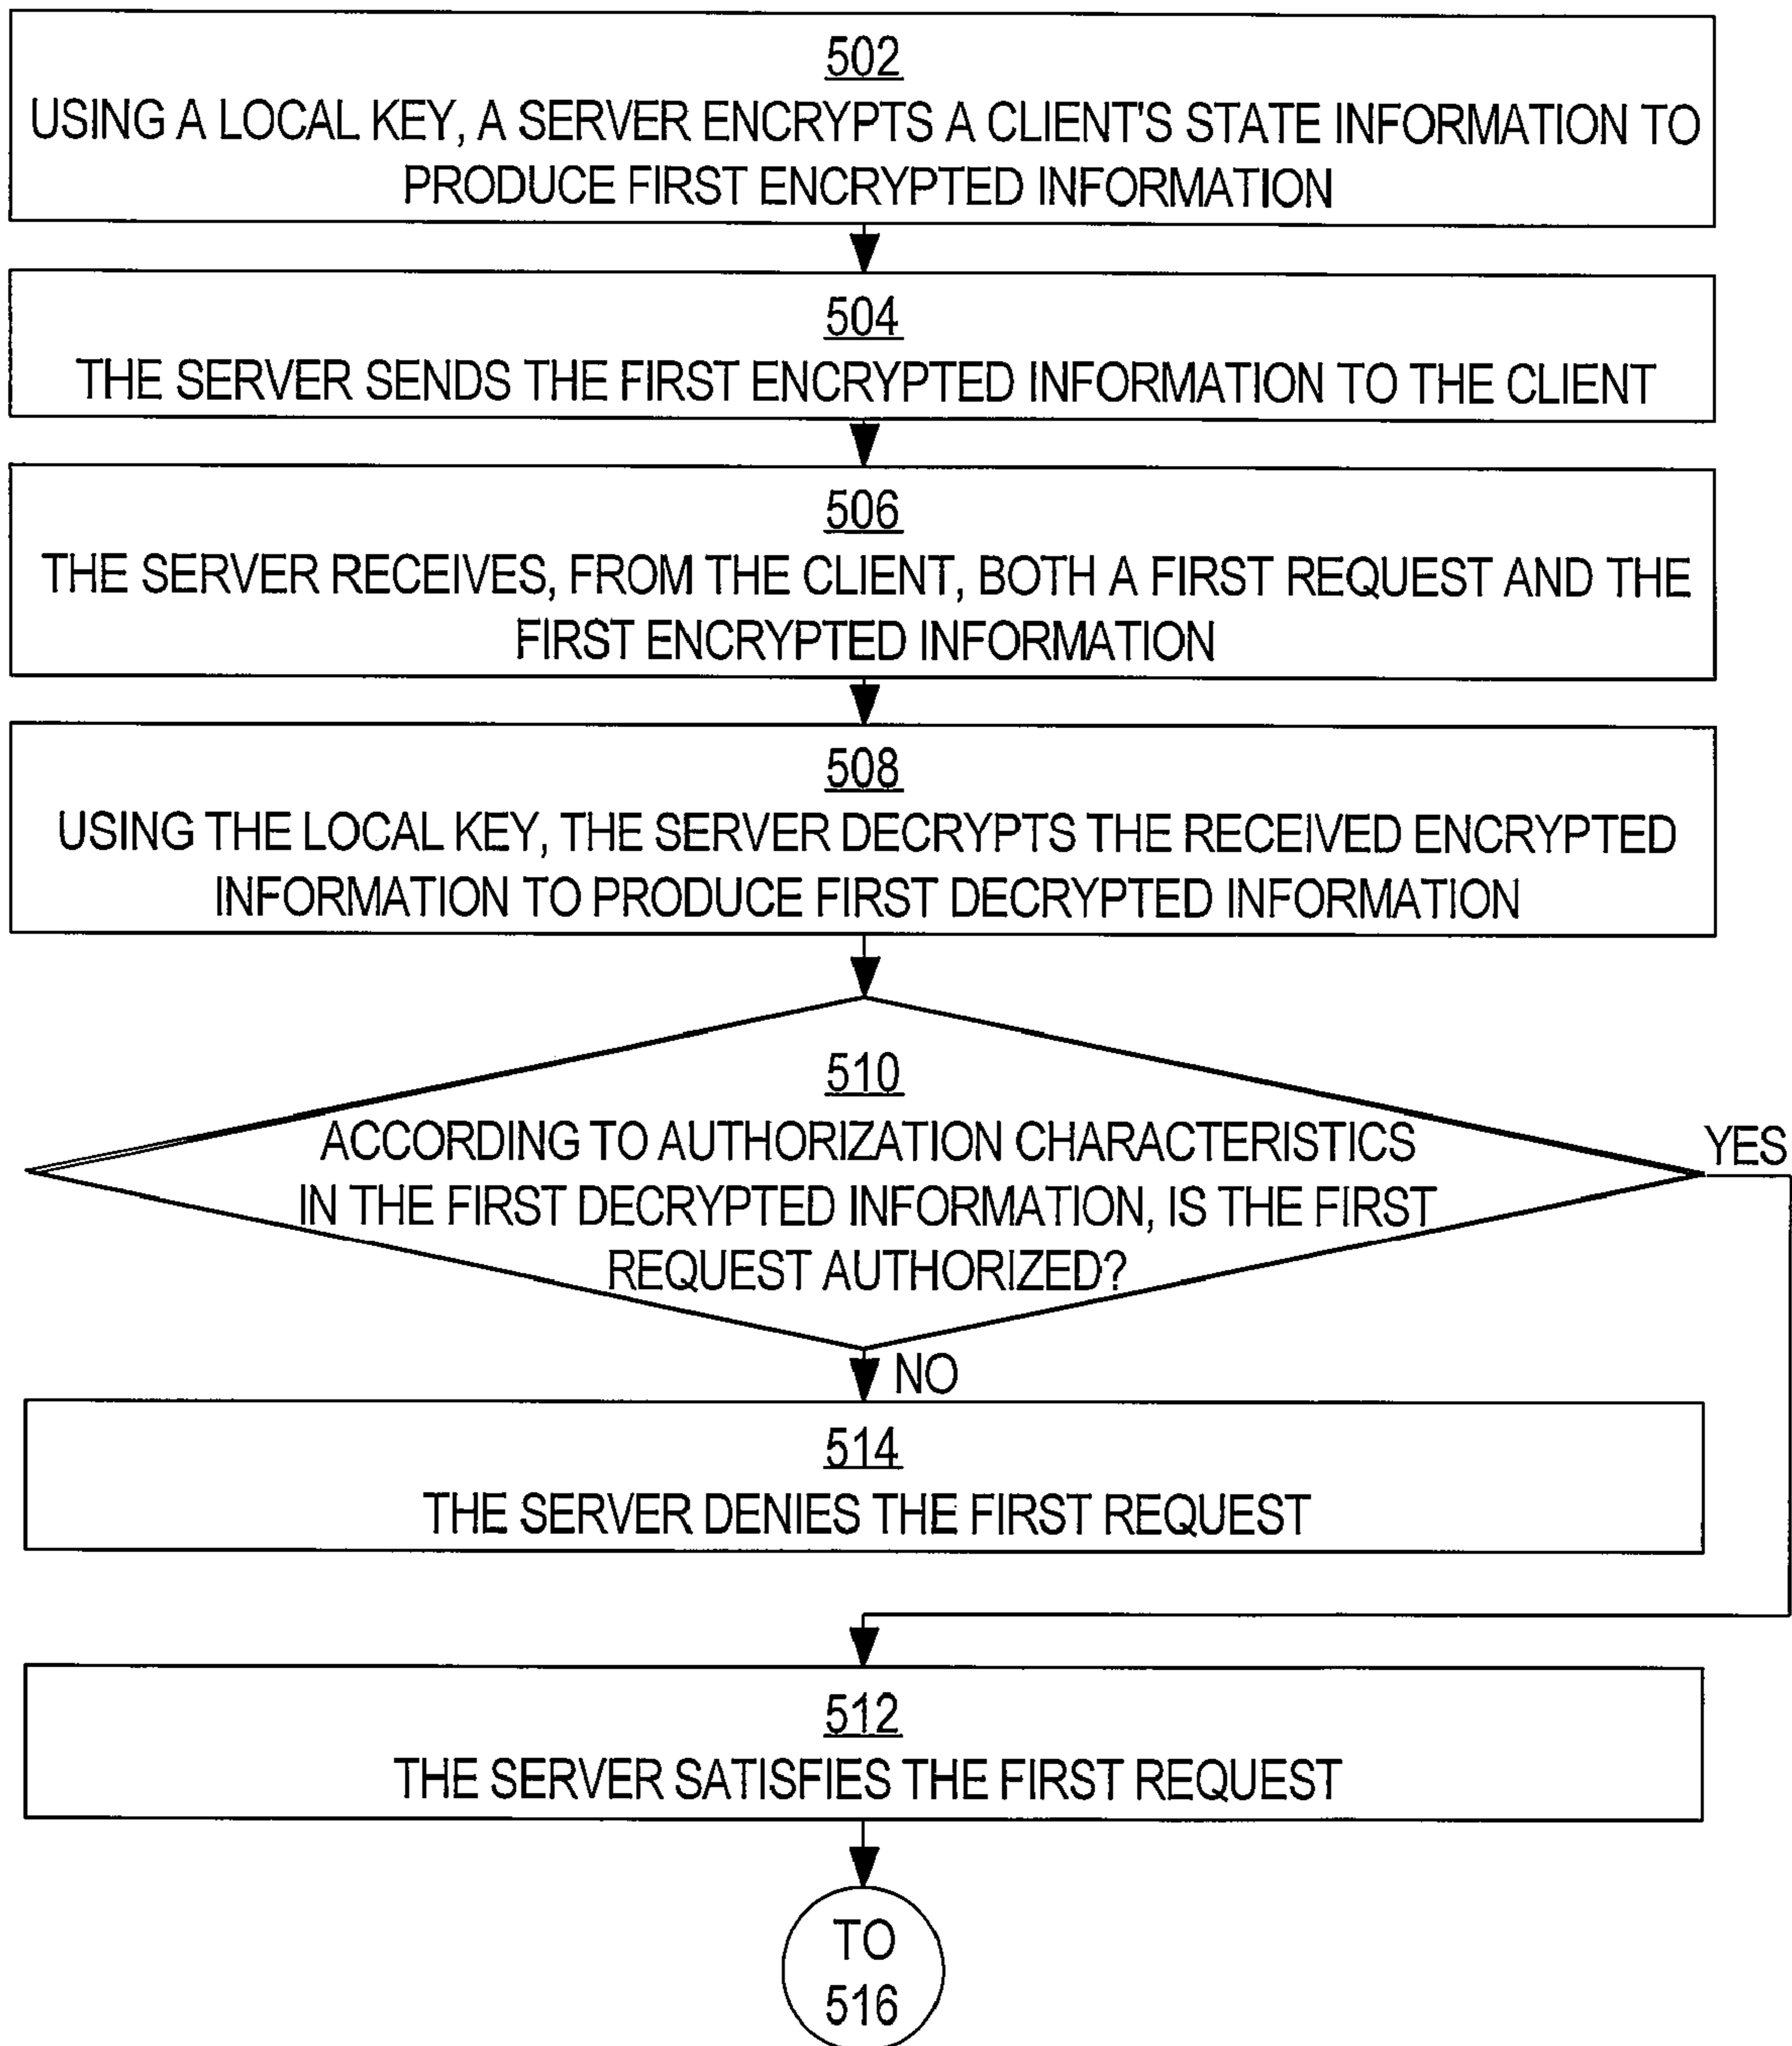 502
USING A LOCAL KEY, A SERVER ENCRYPTS A CLIENT'S STATE INFORMATION TO
PRODUCE FIRST ENCRYPTED INFORMATION
504
THE SERVER SENDS THE FIRST ENCRYPTED INFORMATION TO THE CLIENT
506
THE SERVER RECEIVES, FROM THE CLIENT, BOTH A FIRST REQUEST AND THE
FIRST ENCRYPTED INFORMATION
508
USING THE LOCAL KEY, THE SERVER DECRYPTS THE RECEIVED ENCRYPTED
INFORMATION TO PRODUCE FIRST DECRYPTED INFORMATION
510
ACCORDING TO AUTHORIZATION CHARACTERISTICS
IN THE FIRST DECRYPTED INFORMATION, IS THE FIRST
REQUEST AUTHORIZED?
YES
NO
514
THE SERVER DENIES THE FIRST REQUEST
512
THE SERVER SATISFIES THE FIRST REQUEST
TO
516